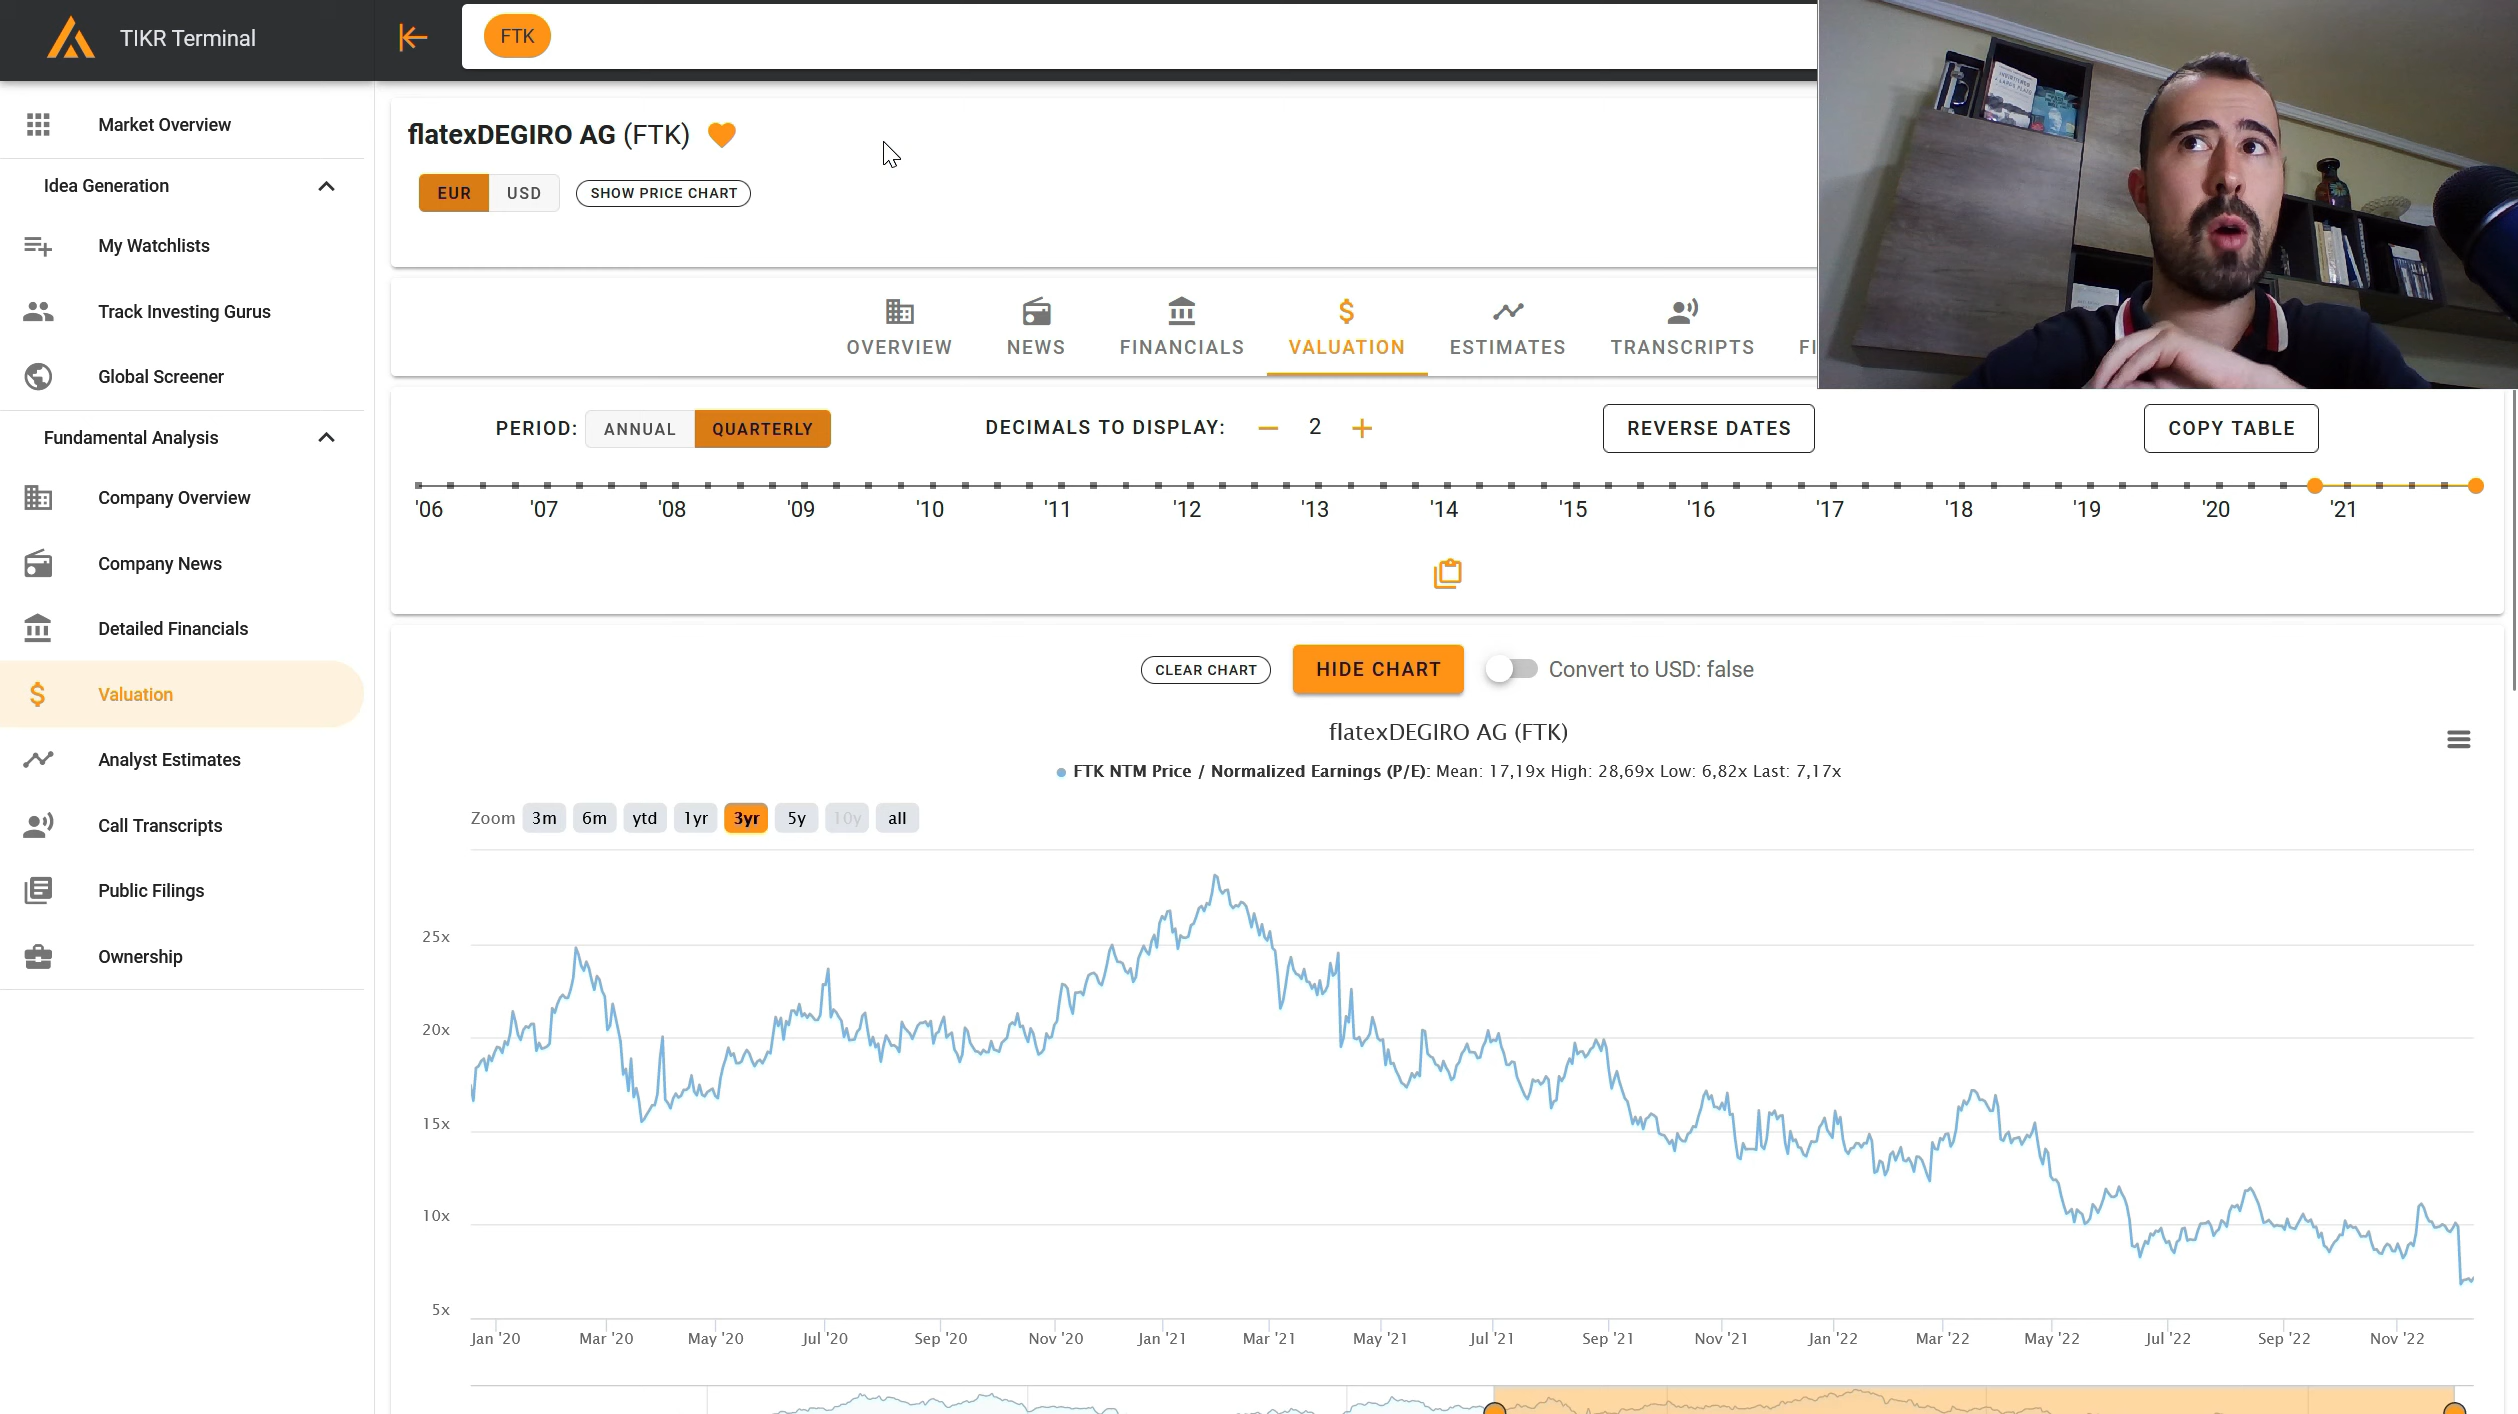 TIKR Terminal
FTK
Market Overview
Idea Generation
My Watchlists
Track Investing Gurus
Global Screener
Fundamental Analysis
Company Overview
Company News
Detailed Financials
Valuation
Analyst Estimates
Call Transcripts
Public Filings
Ownership
flatexDEGIRO AG (FTK)
EUR USD SHOW PRICE CHART
OVERVIEW NEWS FINANCIALS VALUATION ESTIMATES TRANSCRIPTS FI
PERIOD: ANNUAL QUARTERLY DECIMALS TO DISPLAY: − 2 + REVERSE DATES COPY TABLE
'06 '07 '08 '09 '10 '11 '12 '13 '14 '15 '16 '17 '18 '19 '20 '21
CLEAR CHART HIDE CHART Convert to USD: false
flatexDEGIRO AG (FTK)
FTK NTM Price / Normalized Earnings (P/E): Mean: 17,19x High: 28,69x Low: 6,82x Last: 7,17x
Zoom 3m 6m ytd 1yr 3yr 5y 10y all
25x
20x
15x
10x
5x
Jan '20 Mar '20 May '20 Jul '20 Sep '20 Nov '20 Jan '21 Mar '21 May '21 Jul '21 Sep '21 Nov '21 Jan '22 Mar '22 May '22 Jul '22 Sep '22 Nov '22